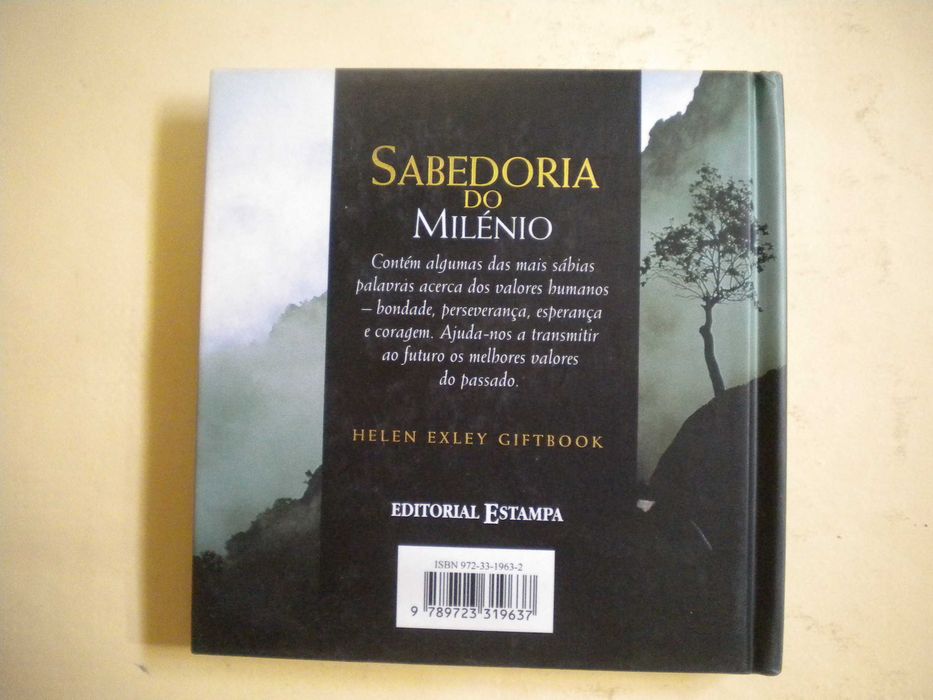 SABEDORIA
DO
MILÉNIO
Contém algumas das mais sábias
palavras acerca dos valores humanos
– bondade, perseverança, esperança
e coragem. Ajuda-nos a transmitir
ao futuro os melhores valores
do passado.
HELEN EXLEY GIFTBOOK
EDITORIAL ESTAMPA
ISBN 972-33-1963-2
9 789723 319637